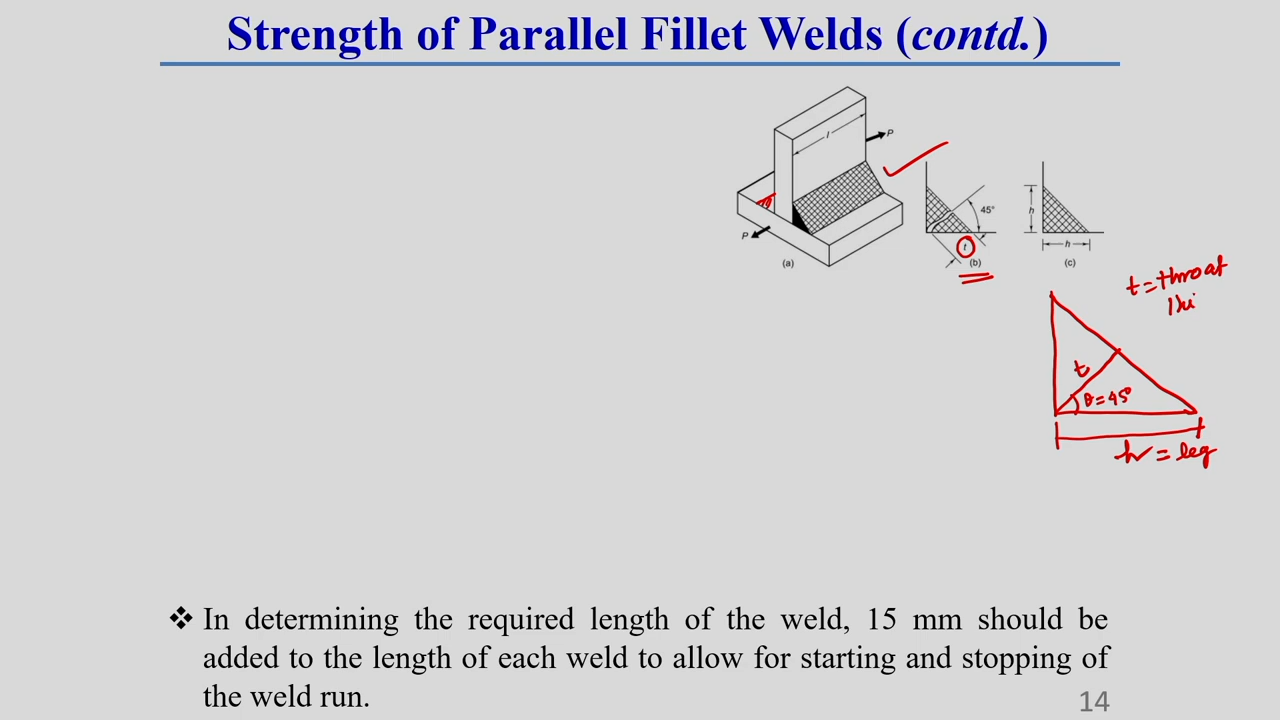 Strength of Parallel Fillet Welds (contd.)
l
P
P
(a)
45°
t
(b)
h
h
(c)
t = throat
thi
t
θ = 45°
h = leg
❖ In determining the required length of the weld, 15 mm should be
added to the length of each weld to allow for starting and stopping of
the weld run.
14